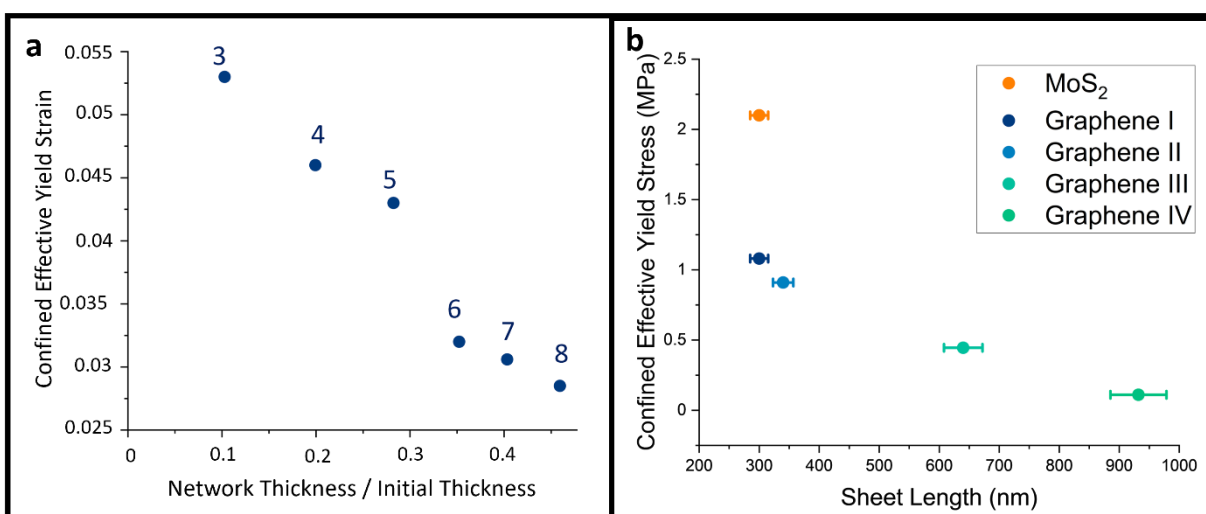 a
0.055
0.05
0.045
0.04
0.035
0.03
0.025
3
4
5
6
7
8
0
0.1
0.2
0.3
0.4
Confined Effective Yield Strain
Network Thickness / Initial Thickness
b
2.5
2
1.5
1
0.5
0
Confined Effective Yield Stress (MPa)
MoS₂
Graphene I
Graphene II
Graphene III
Graphene IV
200 300 400 500 600 700 800 900 1000
Sheet Length (nm)